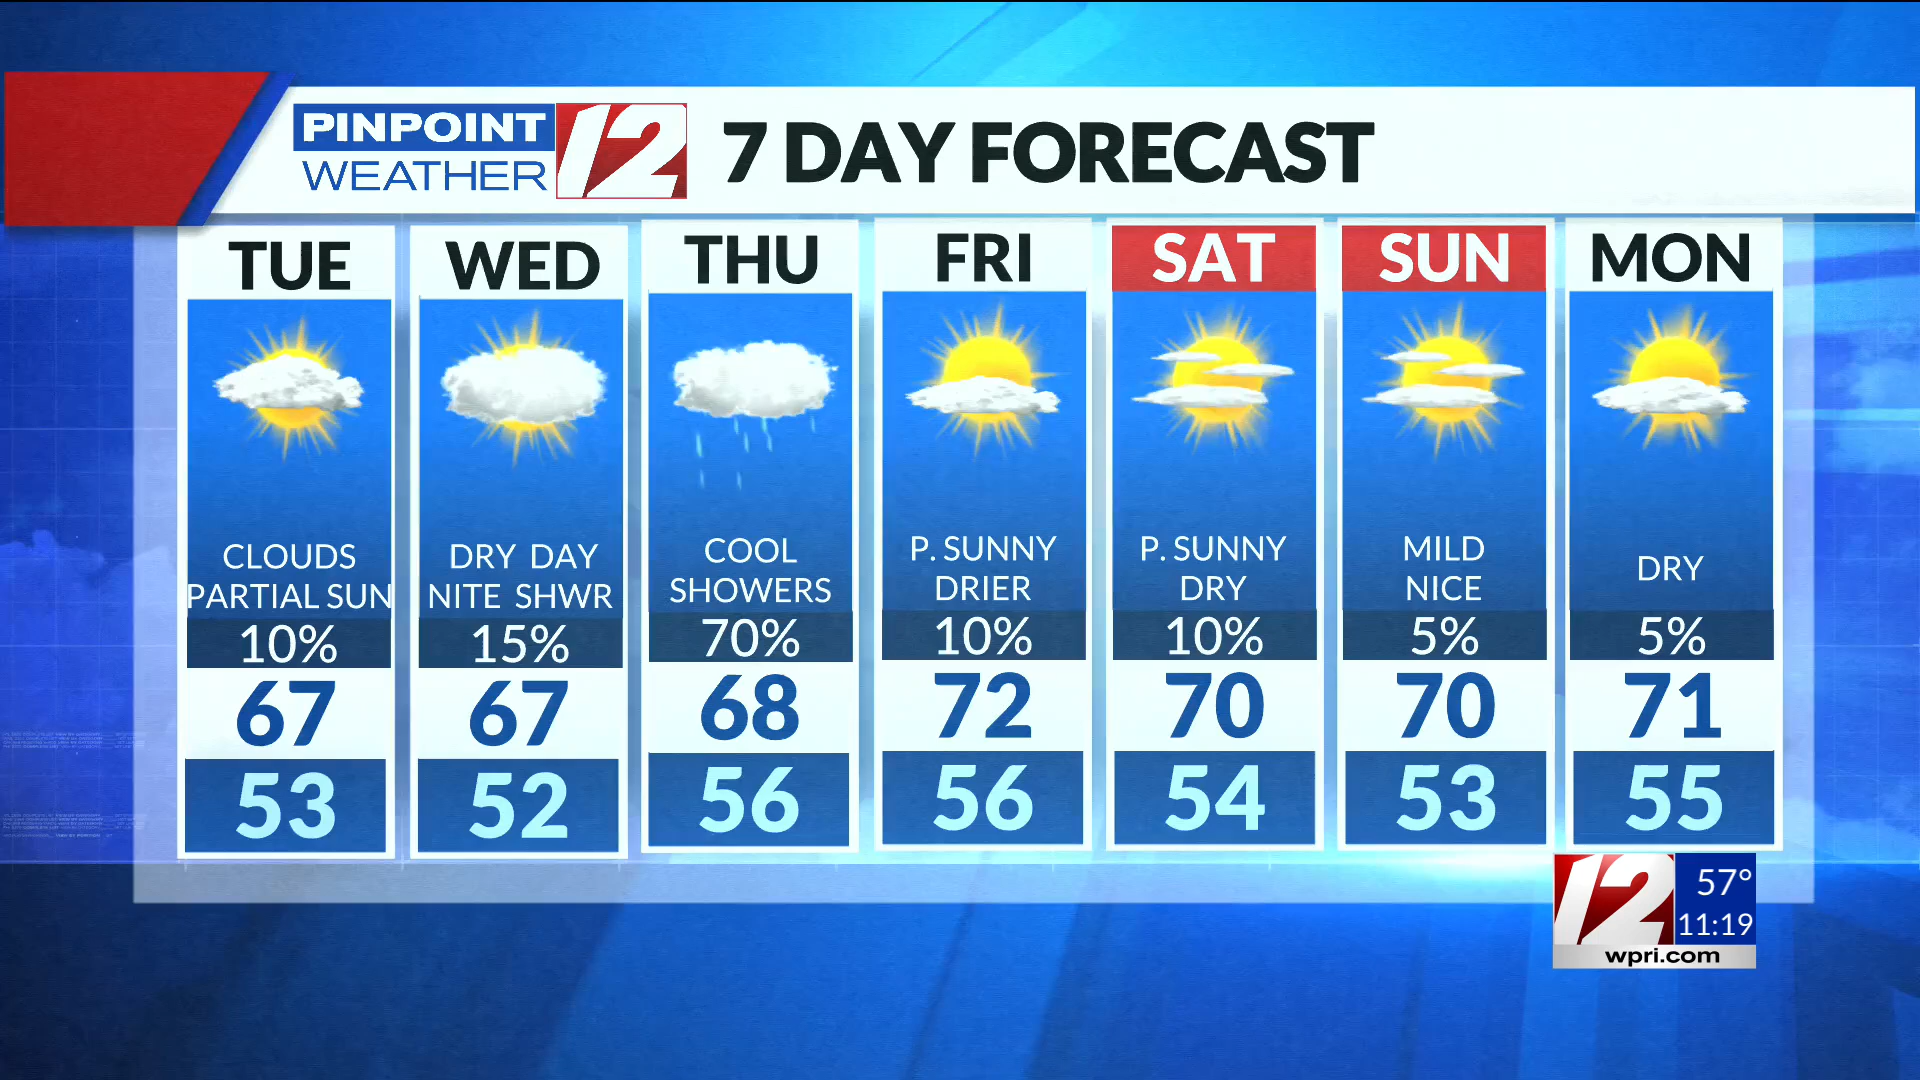 PINPOINT
WEATHER 12 7 DAY FORECAST
TUE WED THU FRI SAT SUN MON
CLOUDS DRY DAY COOL P. SUNNY P. SUNNY MILD DRY
PARTIAL SUN NITE SHWR SHOWERS DRIER DRY NICE
10% 15% 70% 10% 10% 5% 5%
67 67 68 72 70 70 71
53 52 56 56 54 53 55
12 57°
11:19
wpri.com